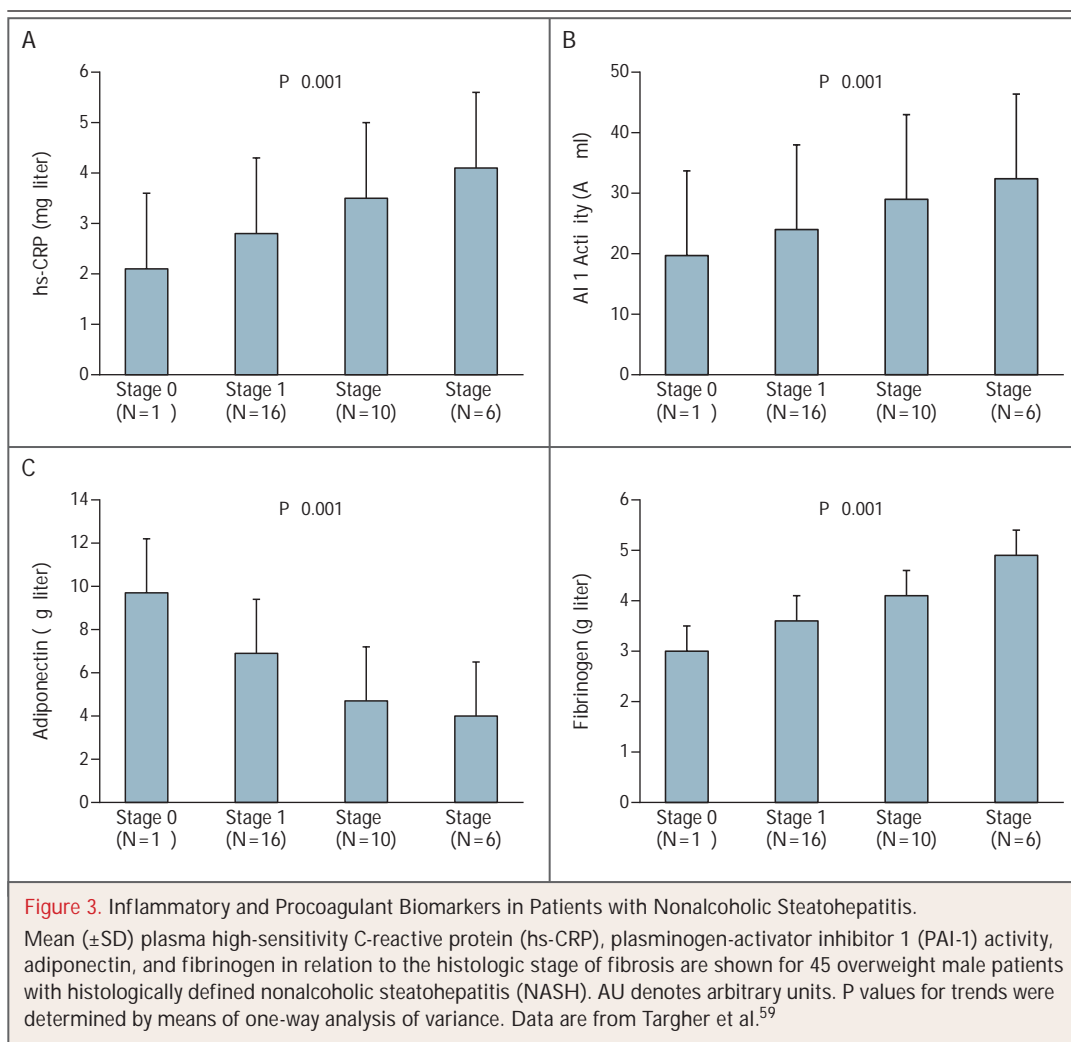 A
P 0.001
6
5
4
3
2
1
0
hs-CRP (mg liter)
Stage 0 Stage 1 Stage Stage
(N=1 ) (N=16) (N=10) (N=6)
B
P 0.001
50
40
30
20
10
0
AI 1 Acti ity (A ml)
Stage 0 Stage 1 Stage Stage
(N=1 ) (N=16) (N=10) (N=6)
C
P 0.001
14
12
10
8
6
4
2
0
Adiponectin ( g liter)
Stage 0 Stage 1 Stage Stage
(N=1 ) (N=16) (N=10) (N=6)
P 0.001
6
5
4
3
2
1
0
Fibrinogen (g liter)
Stage 0 Stage 1 Stage Stage
(N=1 ) (N=16) (N=10) (N=6)
Figure 3. Inflammatory and Procoagulant Biomarkers in Patients with Nonalcoholic Steatohepatitis.
Mean (±SD) plasma high-sensitivity C-reactive protein (hs-CRP), plasminogen-activator inhibitor 1 (PAI-1) activity,
adiponectin, and fibrinogen in relation to the histologic stage of fibrosis are shown for 45 overweight male patients
with histologically defined nonalcoholic steatohepatitis (NASH). AU denotes arbitrary units. P values for trends were
determined by means of one-way analysis of variance. Data are from Targher et al.59